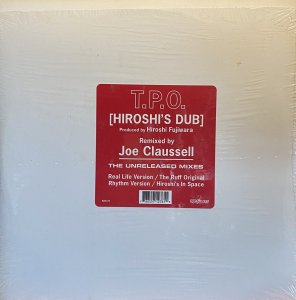 T.P.O.
[HIROSHI'S DUB]
Produced by Hiroshi Fujiwara
Remixed by
Joe Claussell
THE UNRELEASED MIXES
Real Life Version / The Ruff Original
Rhythm Version / Hiroshi's In Space